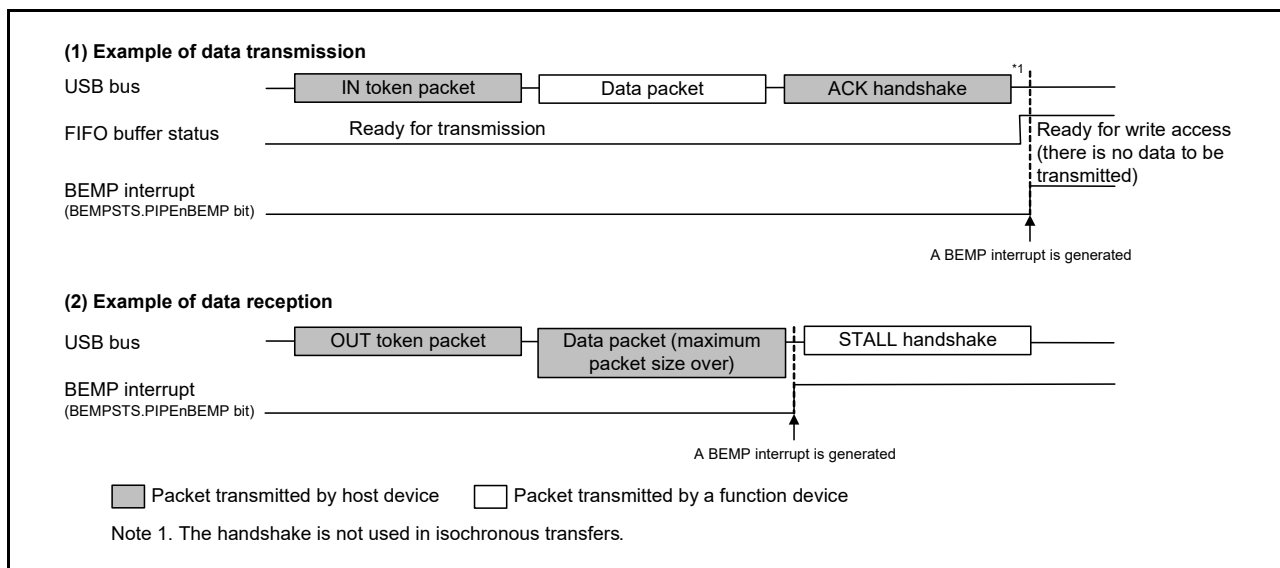 (1) Example of data transmission
USB bus
IN token packet
Data packet
ACK handshake
*1
FIFO buffer status
Ready for transmission
Ready for write access
(there is no data to be
transmitted)
BEMP interrupt
(BEMPSTS.PIPEnBEMP bit)
A BEMP interrupt is generated
(2) Example of data reception
USB bus
OUT token packet
Data packet (maximum
packet size over)
STALL handshake
BEMP interrupt
(BEMPSTS.PIPEnBEMP bit)
A BEMP interrupt is generated
Packet transmitted by host device
Packet transmitted by a function device
Note 1. The handshake is not used in isochronous transfers.